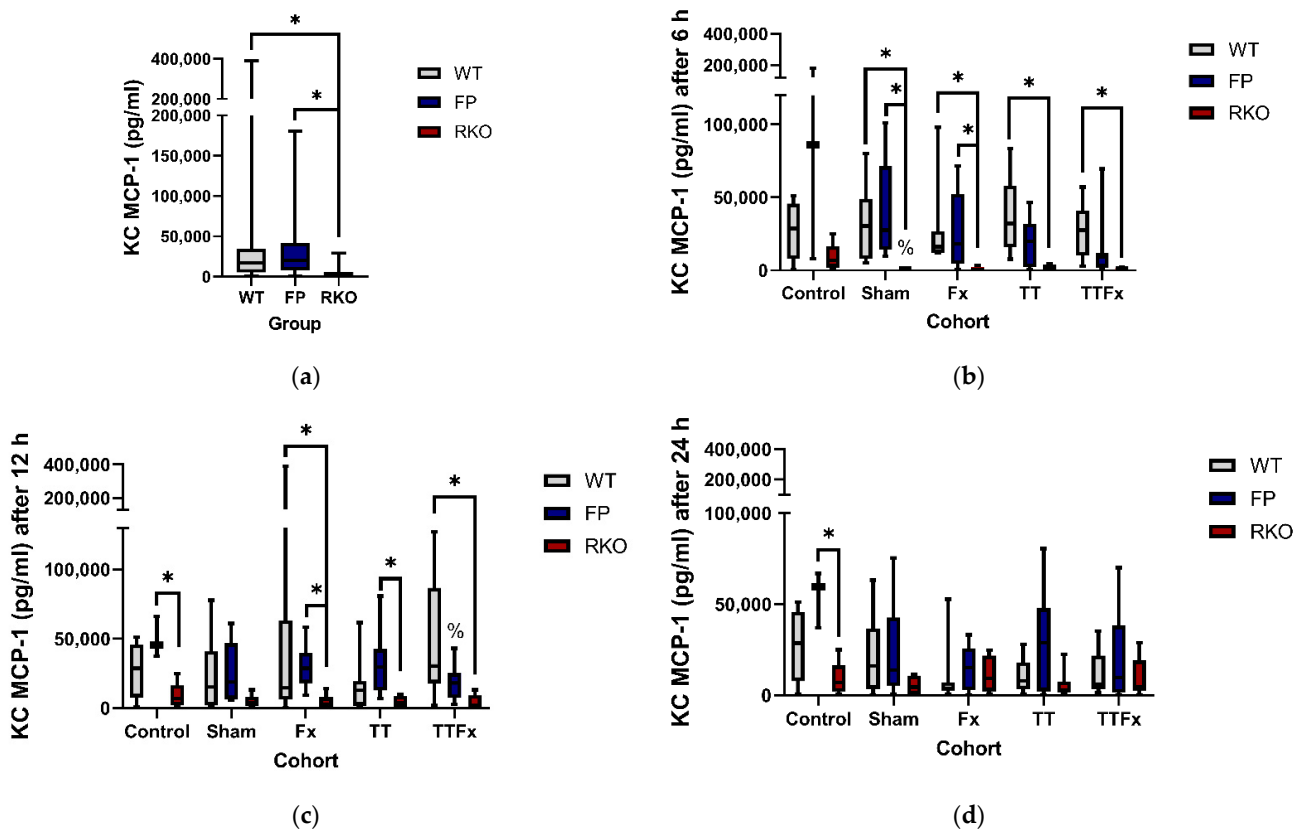 *
*
400,000
200,000
200,000
150,000
100,000
50,000
0
KC MCP-1 (pg/ml)
WT FP RKO
Group
WT
FP
RKO
(a)
400,000
200,000
100,000
50,000
0
KC MCP-1 (pg/ml) after 6 h
* * * * * *
%
Control Sham Fx TT TTFx
Cohort
WT
FP
RKO
(b)
400,000
200,000
100,000
50,000
0
KC MCP-1 (pg/ml) after 12 h
* * * * *
%
Control Sham Fx TT TTFx
Cohort
WT
FP
RKO
(c)
400,000
200,000
100,000
50,000
0
KC MCP-1 (pg/ml) after 24 h
*
Control Sham Fx TT TTFx
Cohort
WT
FP
RKO
(d)